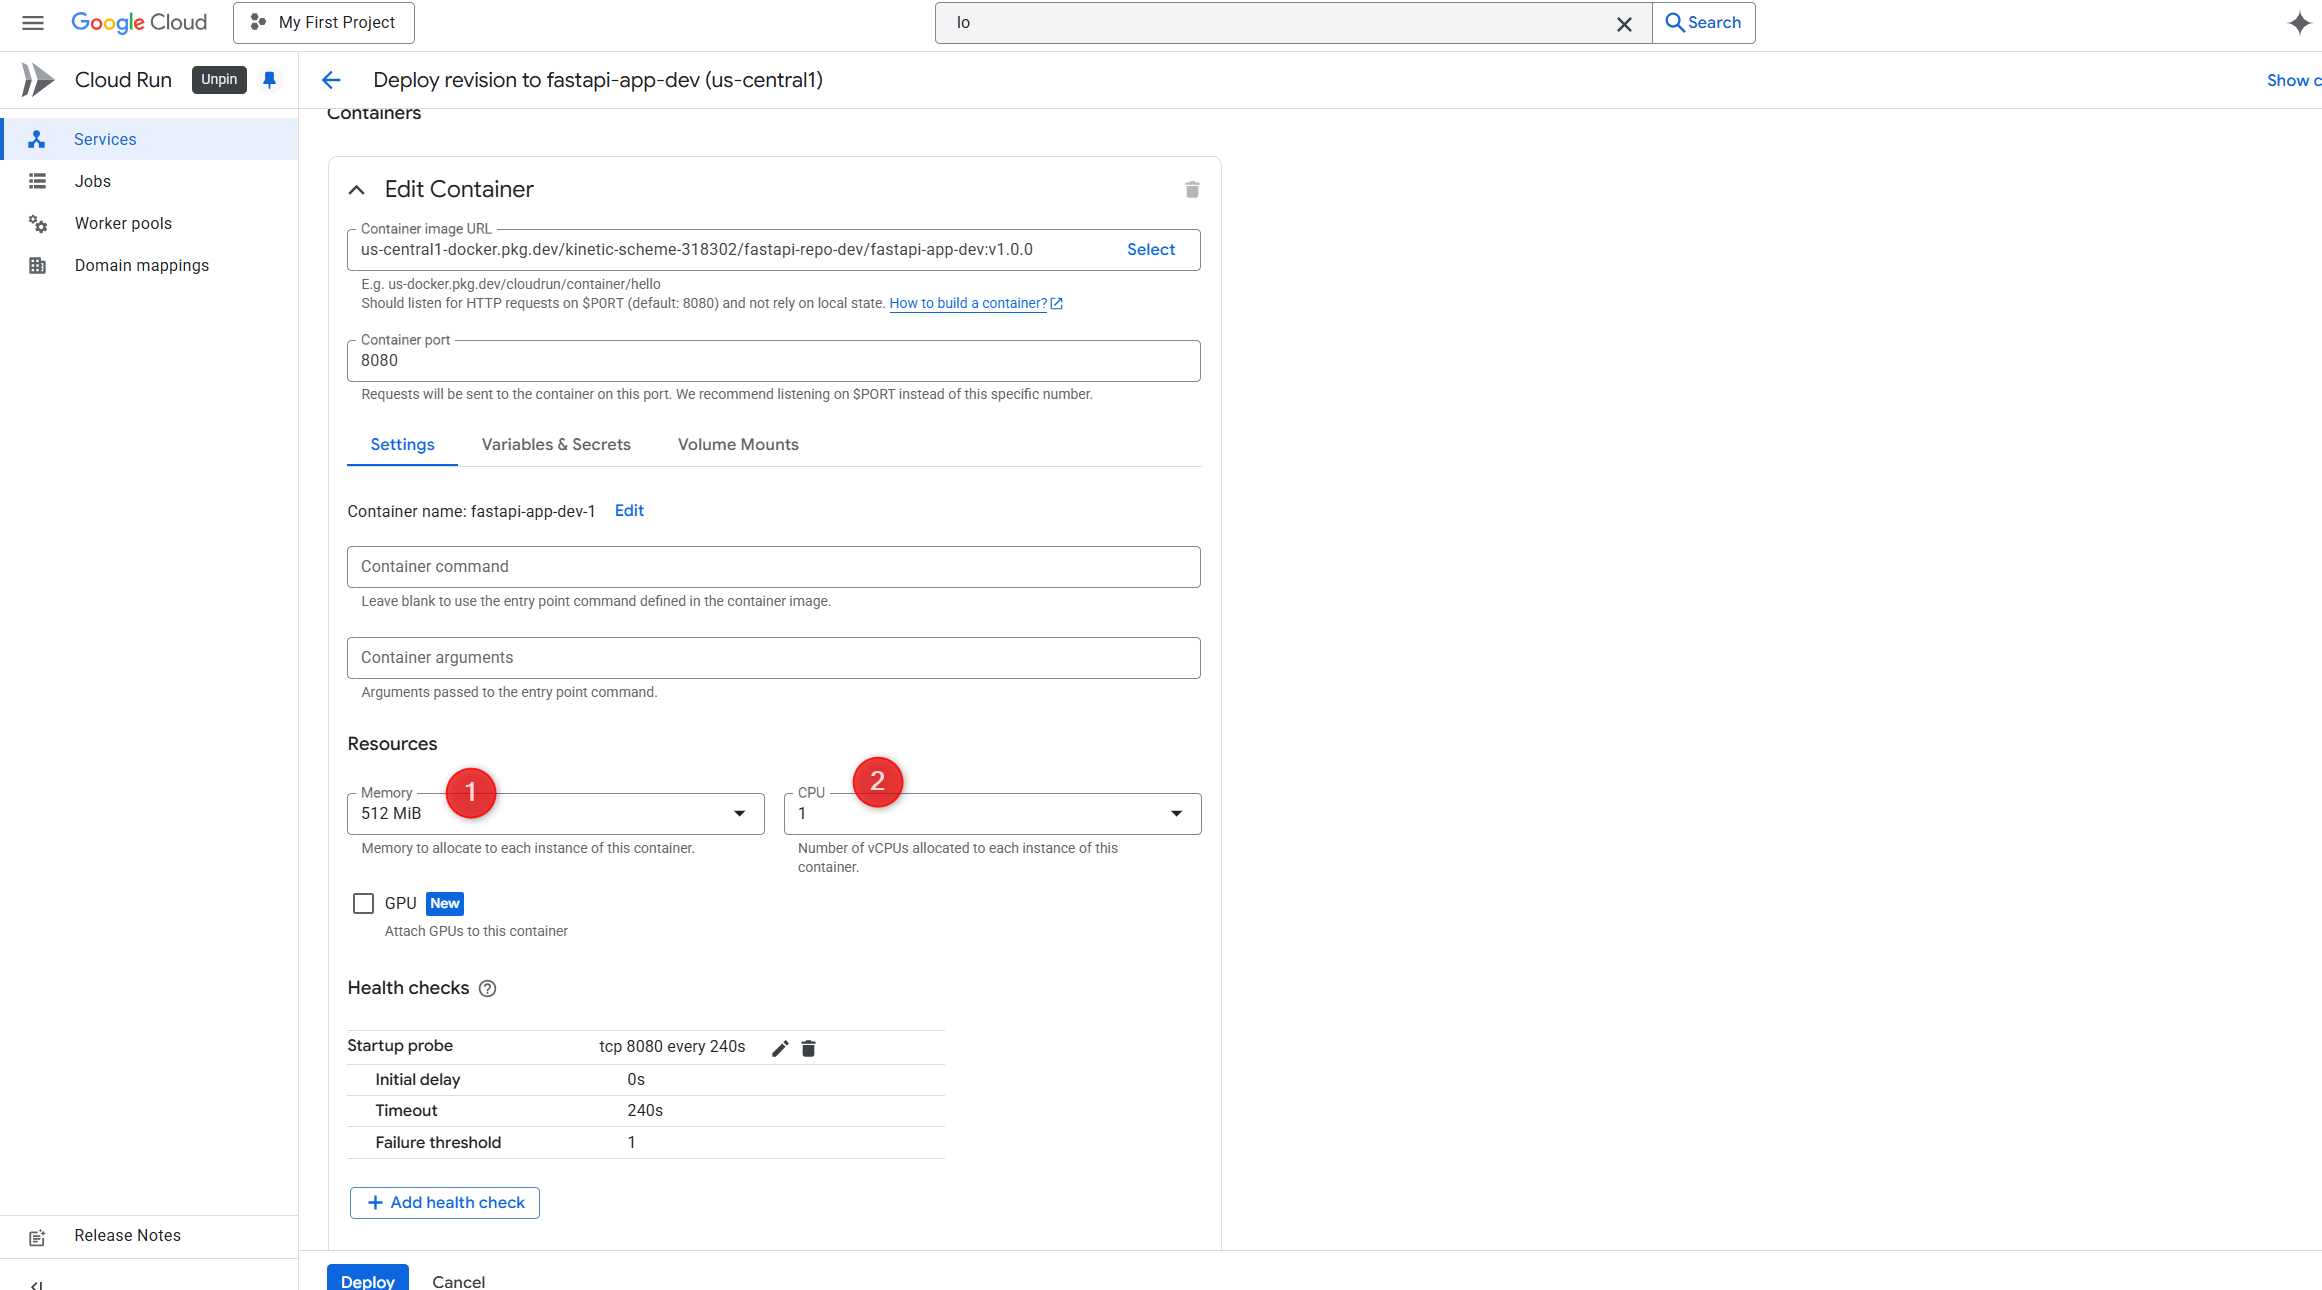 Google Cloud
My First Project
lo
Search
Cloud Run
Unpin
Deploy revision to fastapi-app-dev (us-central1)
Show c
Services
Jobs
Worker pools
Domain mappings
Containers
Edit Container
Container image URL
us-central1-docker.pkg.dev/kinetic-scheme-318302/fastapi-repo-dev/fastapi-app-dev:v1.0.0
Select
E.g. us-docker.pkg.dev/cloudrun/container/hello
Should listen for HTTP requests on $PORT (default: 8080) and not rely on local state. How to build a container?
Container port
8080
Requests will be sent to the container on this port. We recommend listening on $PORT instead of this specific number.
Settings
Variables & Secrets
Volume Mounts
Container name: fastapi-app-dev-1 Edit
Container command
Leave blank to use the entry point command defined in the container image.
Container arguments
Arguments passed to the entry point command.
Resources
Memory
1
512 MiB
Memory to allocate to each instance of this container.
CPU
2
1
Number of vCPUs allocated to each instance of this
container.
GPU New
Attach GPUs to this container
Health checks
Startup probe tcp 8080 every 240s
Initial delay 0s
Timeout 240s
Failure threshold 1
Add health check
Release Notes
Deploy
Cancel